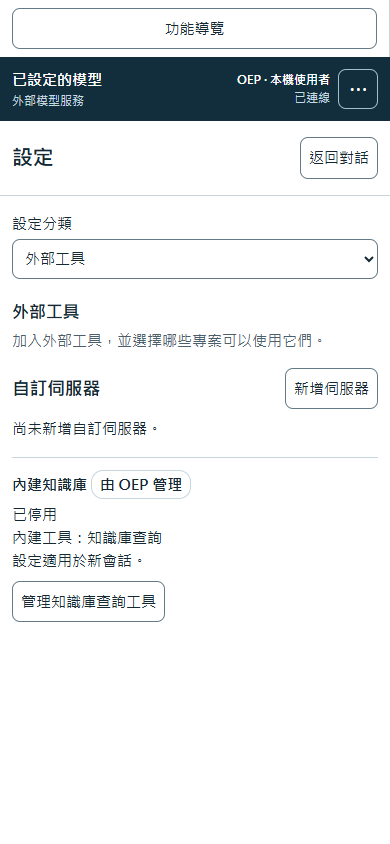 功能導覽
已設定的模型
外部模型服務
OEP · 本機使用者
已連線
···
設定
返回對話
設定分類
外部工具
外部工具
加入外部工具，並選擇哪些專案可以使用它們。
自訂伺服器
新增伺服器
尚未新增自訂伺服器。
內建知識庫 由 OEP 管理
已停用
內建工具：知識庫查詢
設定適用於新會話。
管理知識庫查詢工具